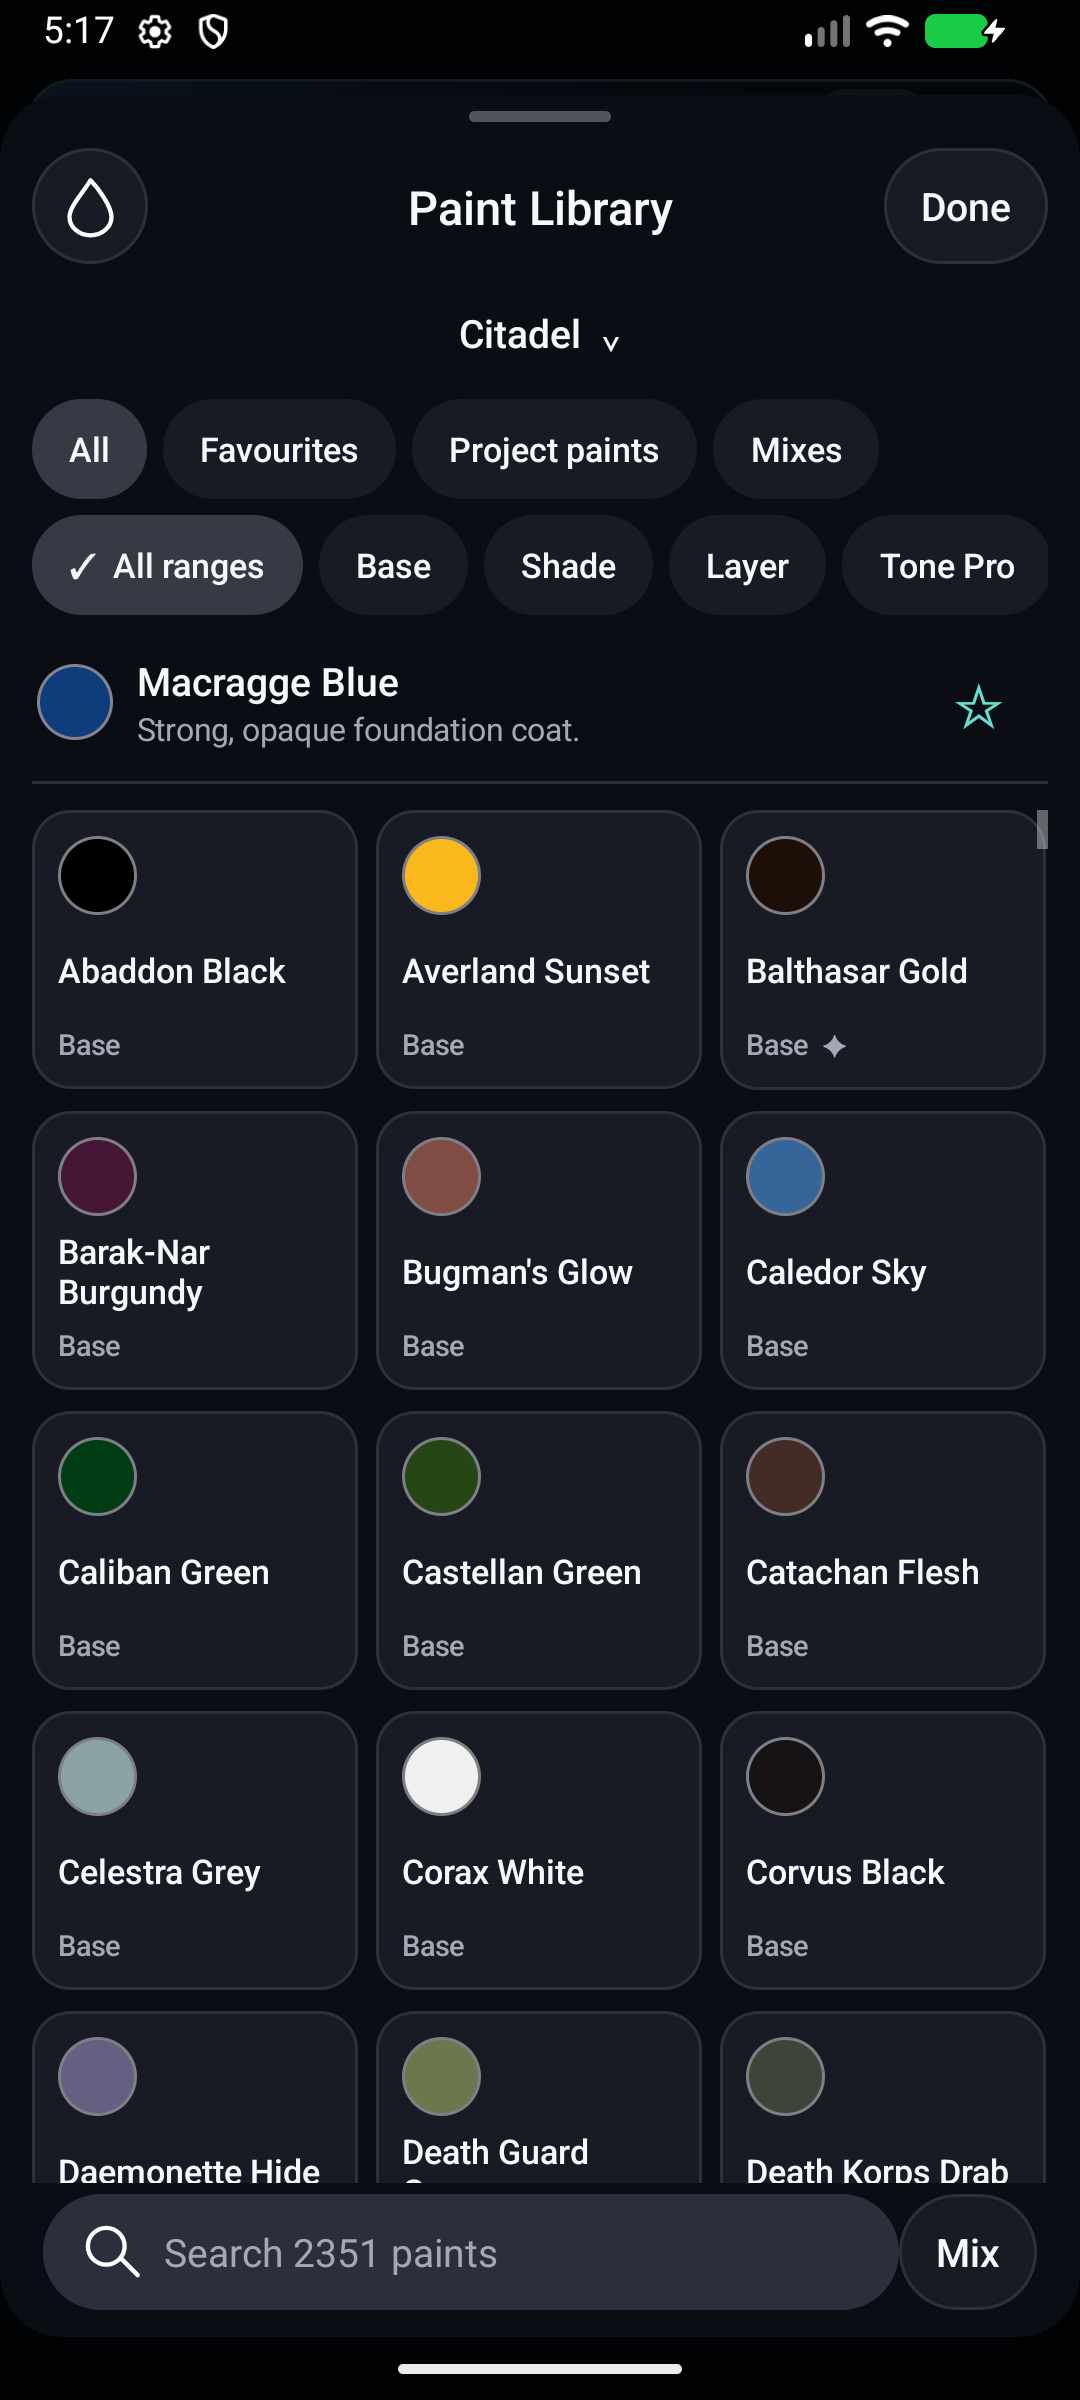 5:17
Paint Library
Done
Citadel
All
Favourites
Project paints
Mixes
✓ All ranges
Base
Shade
Layer
Tone Pro
Macragge Blue
Strong, opaque foundation coat.
Abaddon Black
Base
Averland Sunset
Base
Balthasar Gold
Base
Barak-Nar
Burgundy
Base
Bugman's Glow
Base
Caledor Sky
Base
Caliban Green
Base
Castellan Green
Base
Catachan Flesh
Base
Celestra Grey
Base
Corax White
Base
Corvus Black
Base
Daemonette Hide
Death Guard
Death Korps Drab
Search 2351 paints
Mix